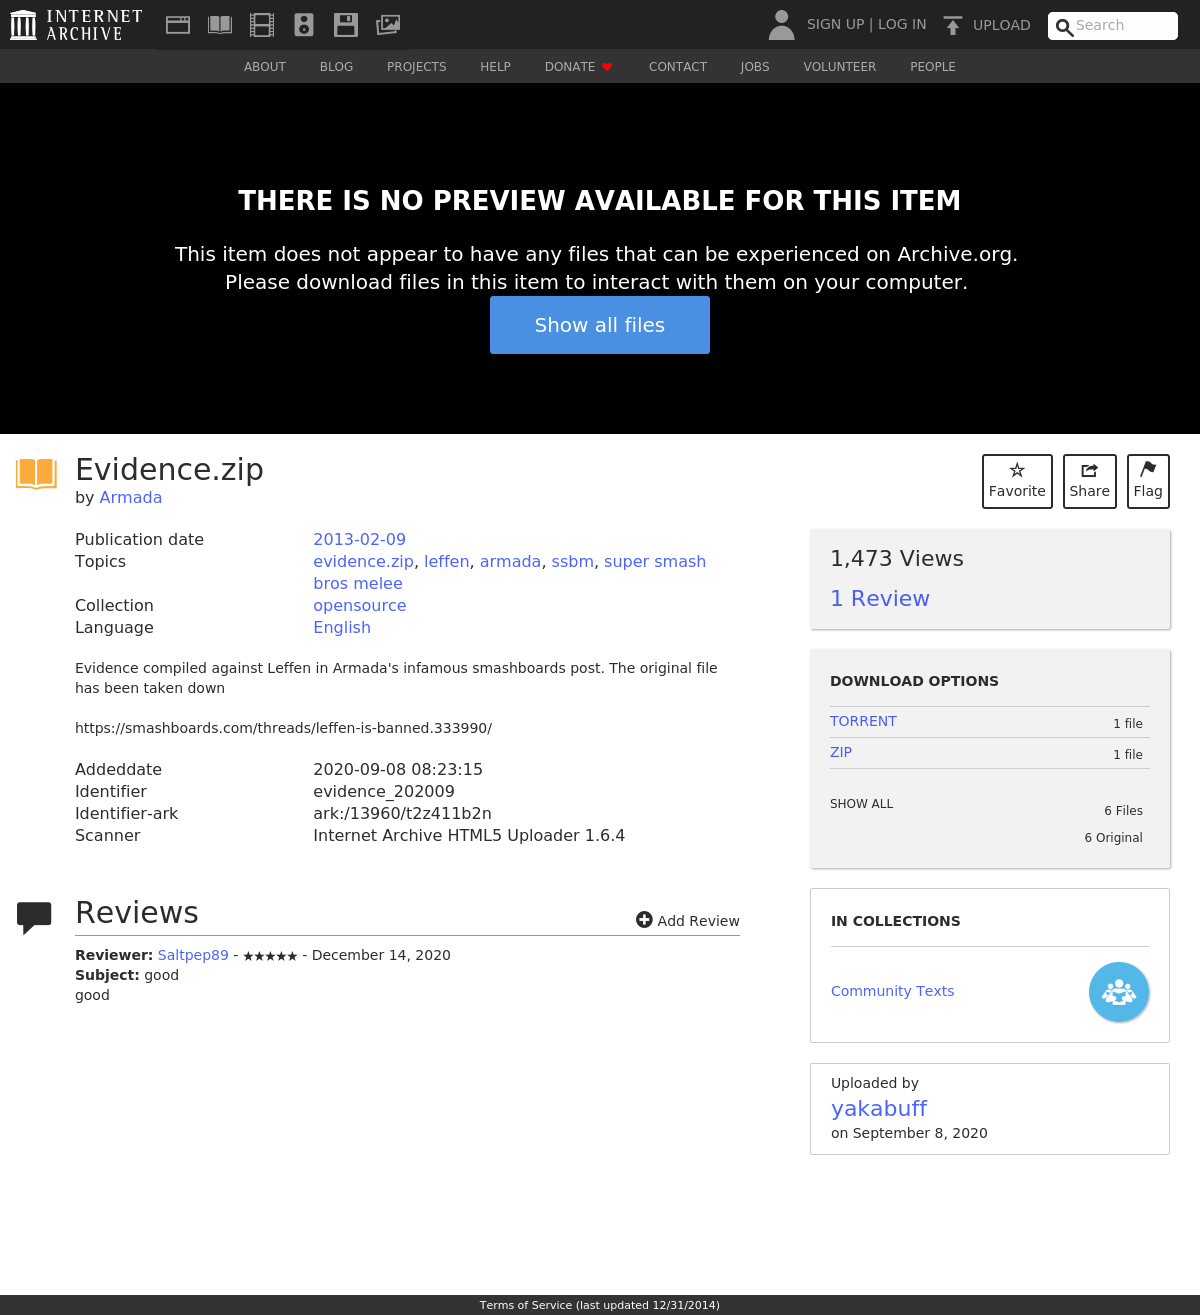 INTERNET
ARCHIVE
SIGN UP | LOG IN
UPLOAD
Search
ABOUT
BLOG
PROJECTS
HELP
DONATE
CONTACT
JOBS
VOLUNTEER
PEOPLE
THERE IS NO PREVIEW AVAILABLE FOR THIS ITEM
This item does not appear to have any files that can be experienced on Archive.org.
Please download files in this item to interact with them on your computer.
Show all files
Evidence.zip
by Armada
Favorite
Share
Flag
Publication date 2013-02-09
Topics evidence.zip, leffen, armada, ssbm, super smash
bros melee
Collection opensource
Language English
Evidence compiled against Leffen in Armada's infamous smashboards post. The original file
has been taken down
https://smashboards.com/threads/leffen-is-banned.333990/
Addeddate 2020-09-08 08:23:15
Identifier evidence_202009
Identifier-ark ark:/13960/t2z411b2n
Scanner Internet Archive HTML5 Uploader 1.6.4
Reviews
Add Review
Reviewer: Saltpep89 - ★★★★★ - December 14, 2020
Subject: good
good
1,473 Views
1 Review
DOWNLOAD OPTIONS
TORRENT 1 file
ZIP 1 file
SHOW ALL
6 Files
6 Original
IN COLLECTIONS
Community Texts
Uploaded by
yakabuff
on September 8, 2020
Terms of Service (last updated 12/31/2014)